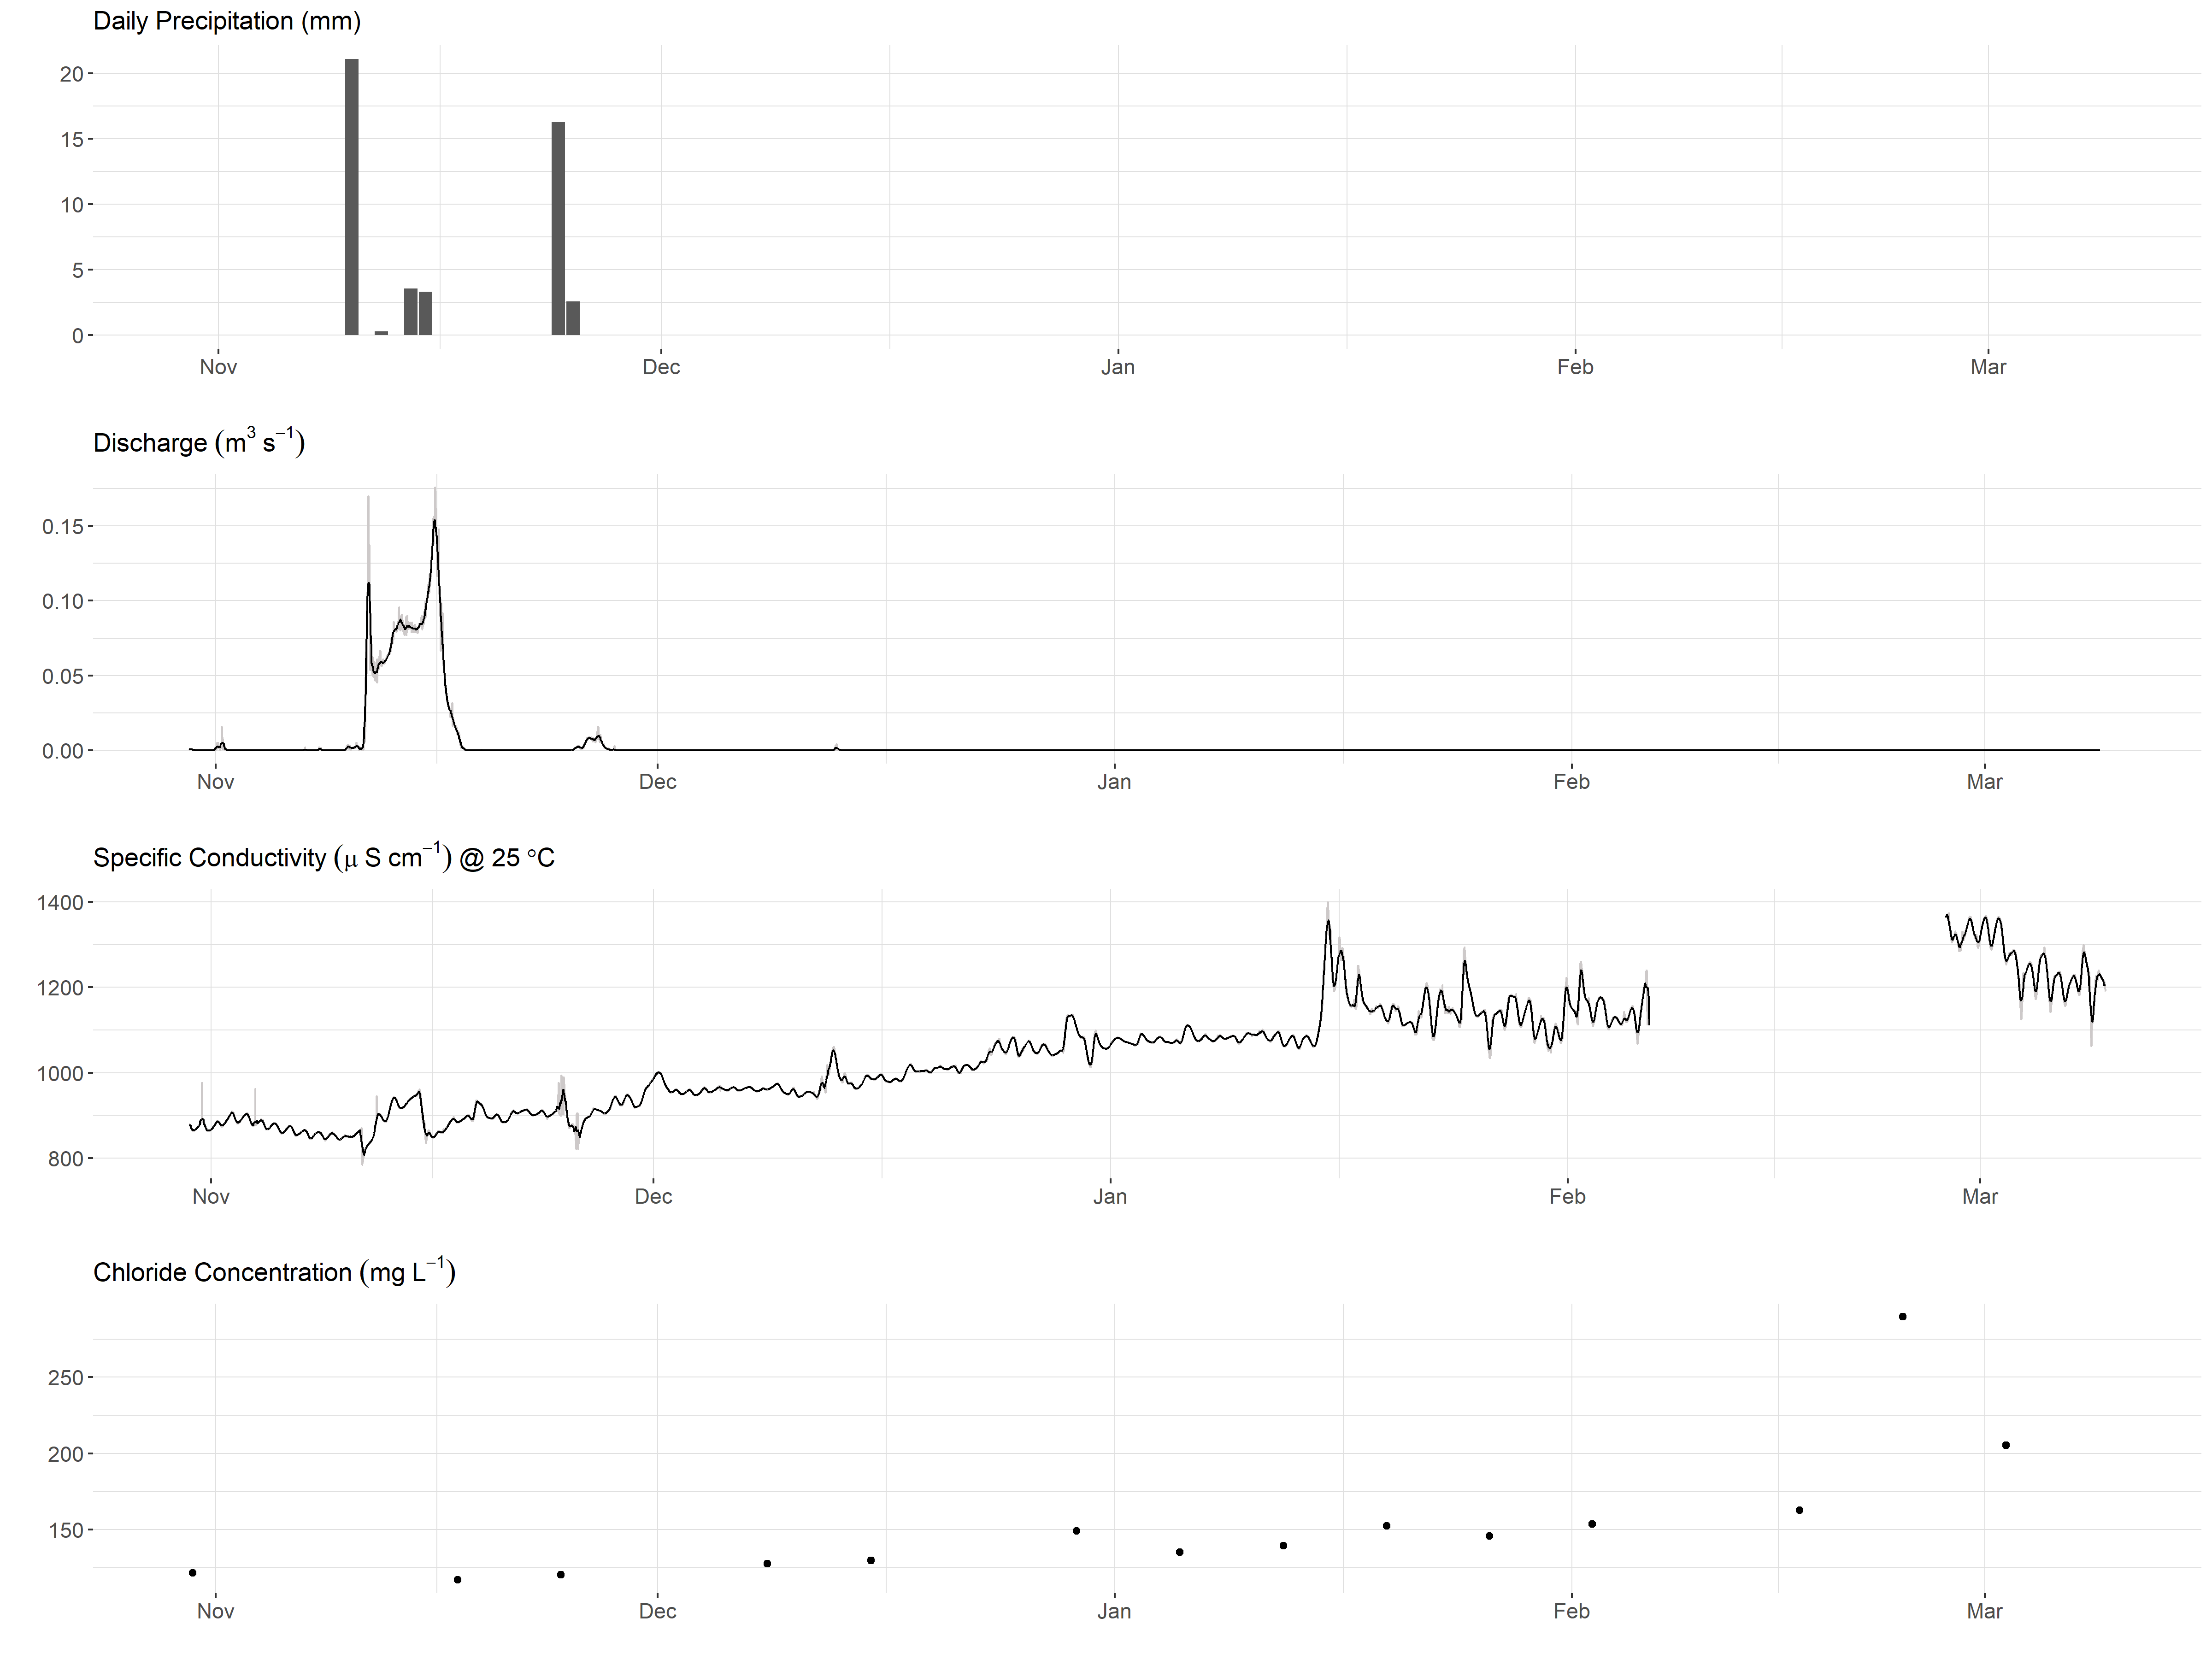 Daily Precipitation (mm)
20
15
10
5
0
Nov Dec Jan Feb Mar
Discharge (m³ s⁻¹)
0.15
0.10
0.05
0.00
Nov Dec Jan Feb Mar
Specific Conductivity (μ S cm⁻¹) @ 25 °C
1400
1200
1000
800
Nov Dec Jan Feb Mar
Chloride Concentration (mg L⁻¹)
250
200
150
Nov Dec Jan Feb Mar